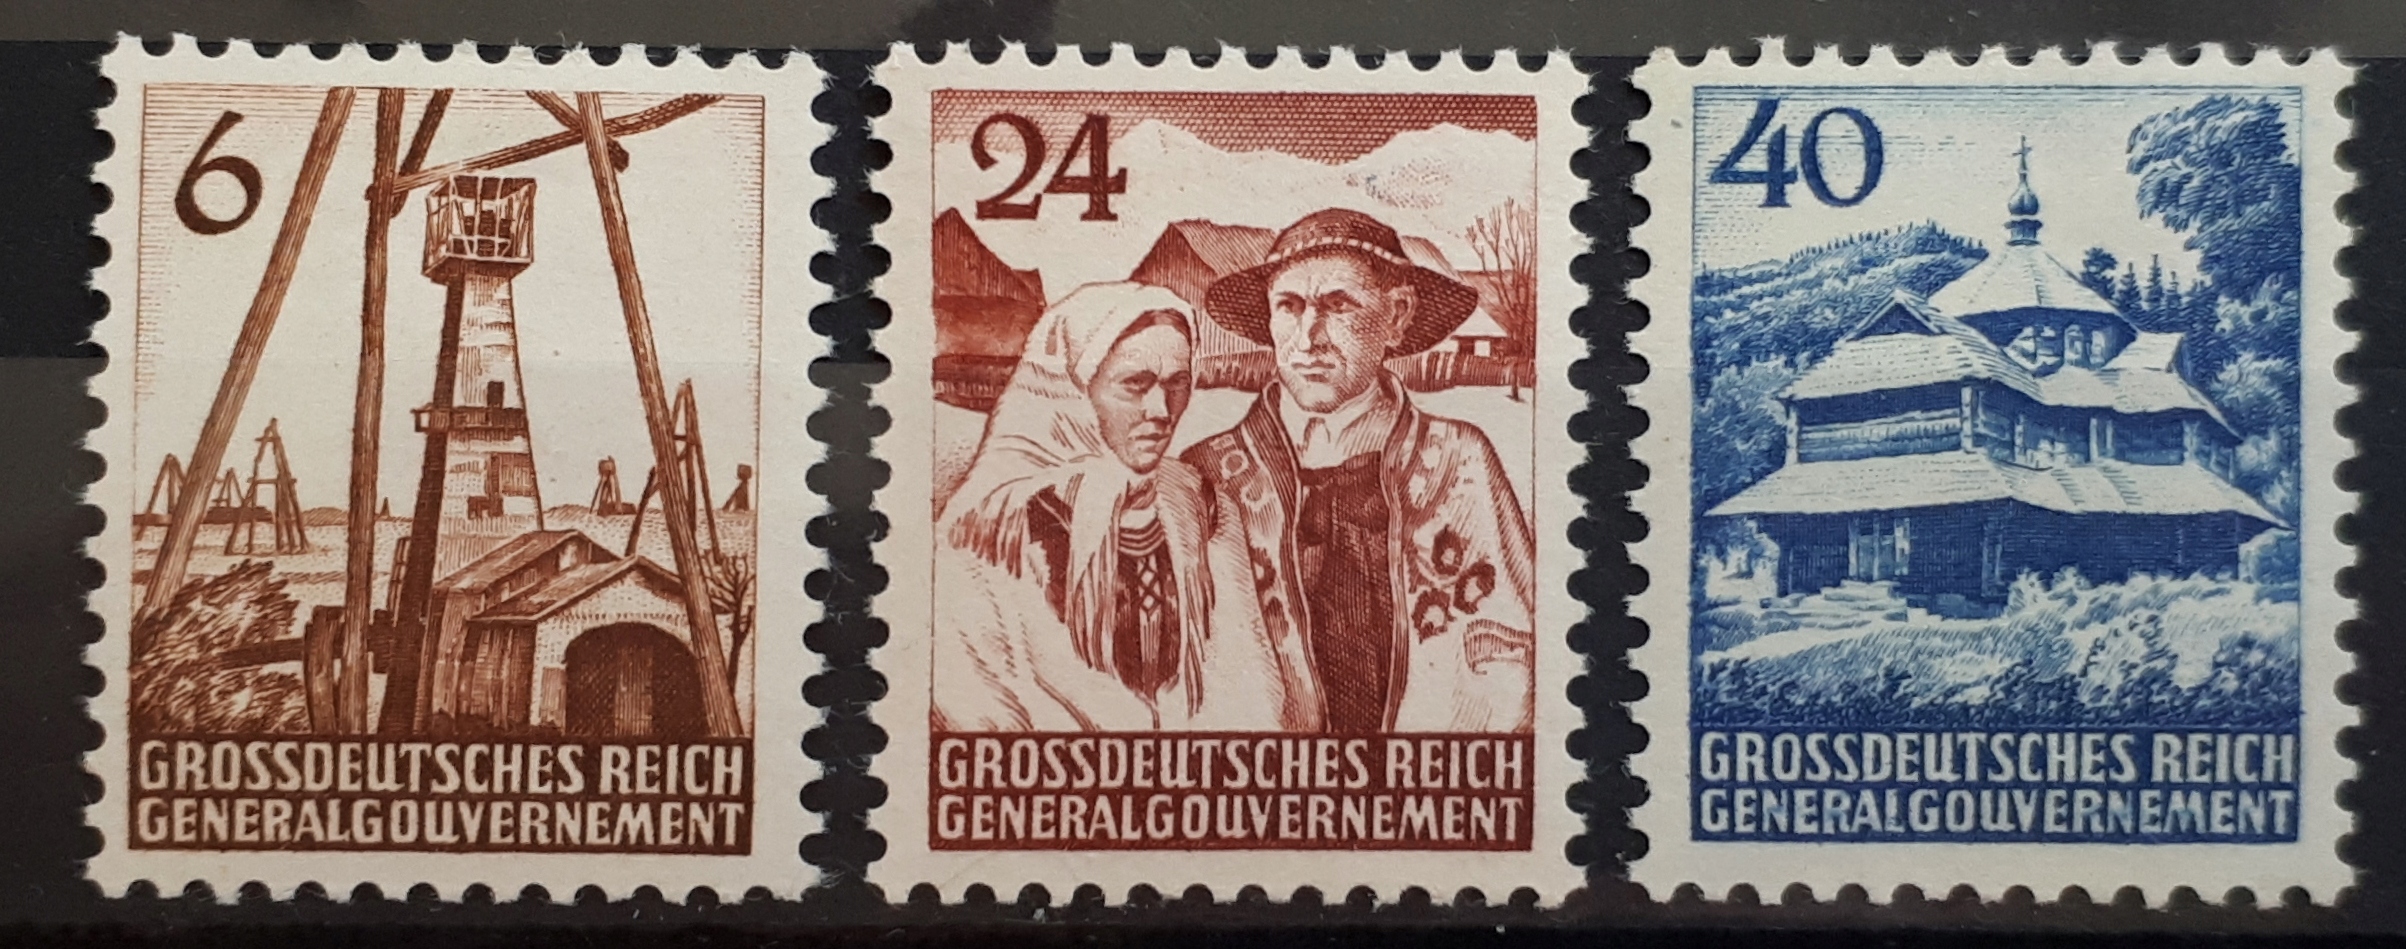 6
GROSSDEUTSCHES REICH
GENERALGOUVERNEMENT
24
GROSSDEUTSCHES REICH
GENERALGOUVERNEMENT
40
GROSSDEUTSCHES REICH
GENERALGOUVERNEMENT